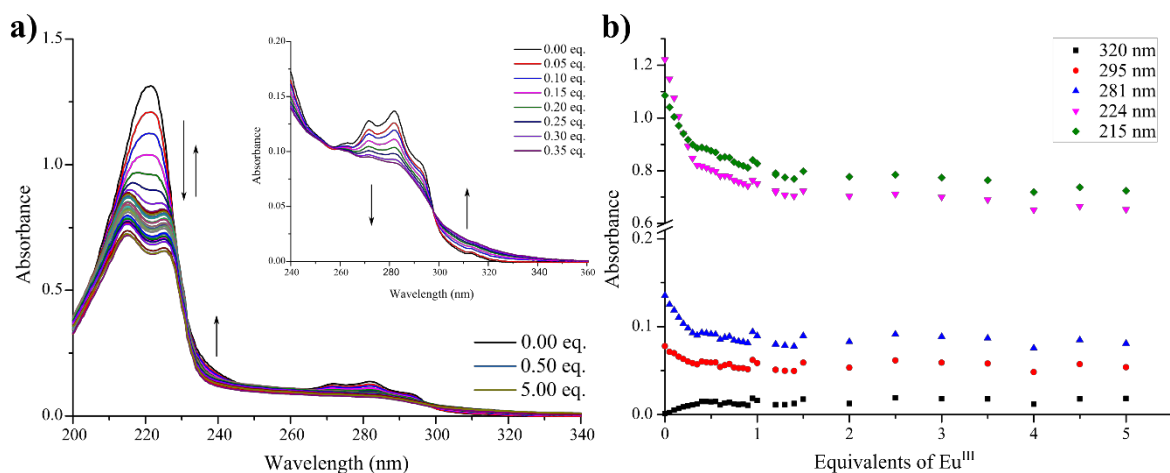 a)
1.5
1.0
0.5
0.0
Absorbance
200 220 240 260 280 300 320 340
Wavelength (nm)
0.00 eq.
0.50 eq.
5.00 eq.
0.20
0.15
0.10
0.05
0.00
Absorbance
240 260 280 300 320 340 360
Wavelength (nm)
0.00 eq.
0.05 eq.
0.10 eq.
0.15 eq.
0.20 eq.
0.25 eq.
0.30 eq.
0.35 eq.
b)
1.2
1.0
0.8
0.6
0.2
0.1
0.0
Absorbance
0 1 2 3 4 5
Equivalents of Eu^III
320 nm
295 nm
281 nm
224 nm
215 nm